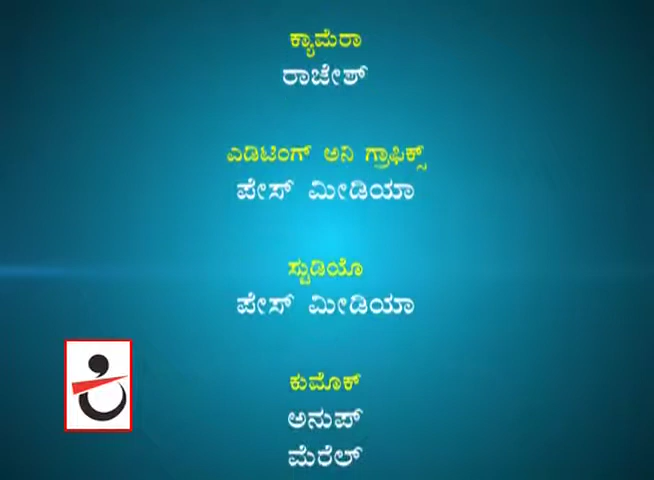 ಕ್ಯಾಮೆರಾ
ರಾಜೇಶ್
ಎಡಿಟಿಂಗ್ ಅನಿ ಗ್ರಾಫಿಕ್ಸ್
ಪೇಸ್ ಮೀಡಿಯಾ
ಸ್ಟುಡಿಯೊ
ಪೇಸ್ ಮೀಡಿಯಾ
ಕುಮೊಕ್
ಅನುಪ್
ಮೆರೆಲ್